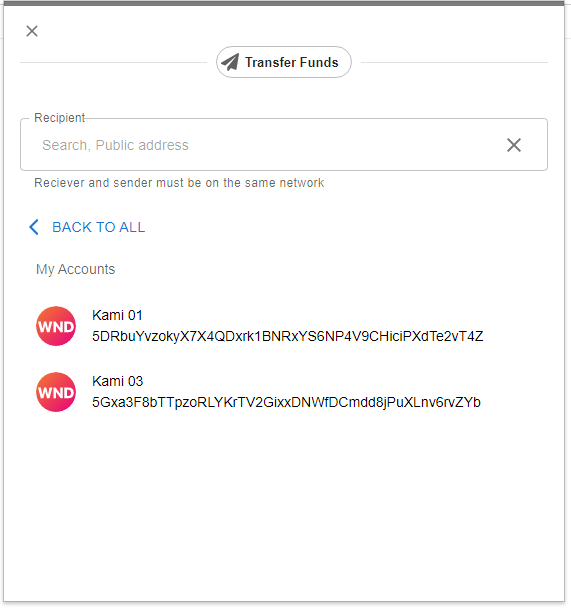 Transfer Funds
Recipient
Search, Public address
Reciever and sender must be on the same network
BACK TO ALL
My Accounts
WND
Kami 01
5DRbuYvzokyX7X4QDxrk1BNRxYS6NP4V9CHiciPXdTe2vT4Z
WND
Kami 03
5Gxa3F8bTTpzoRLYKrTV2GixxDNWfDCmdd8jPuXLnv6rvZYb